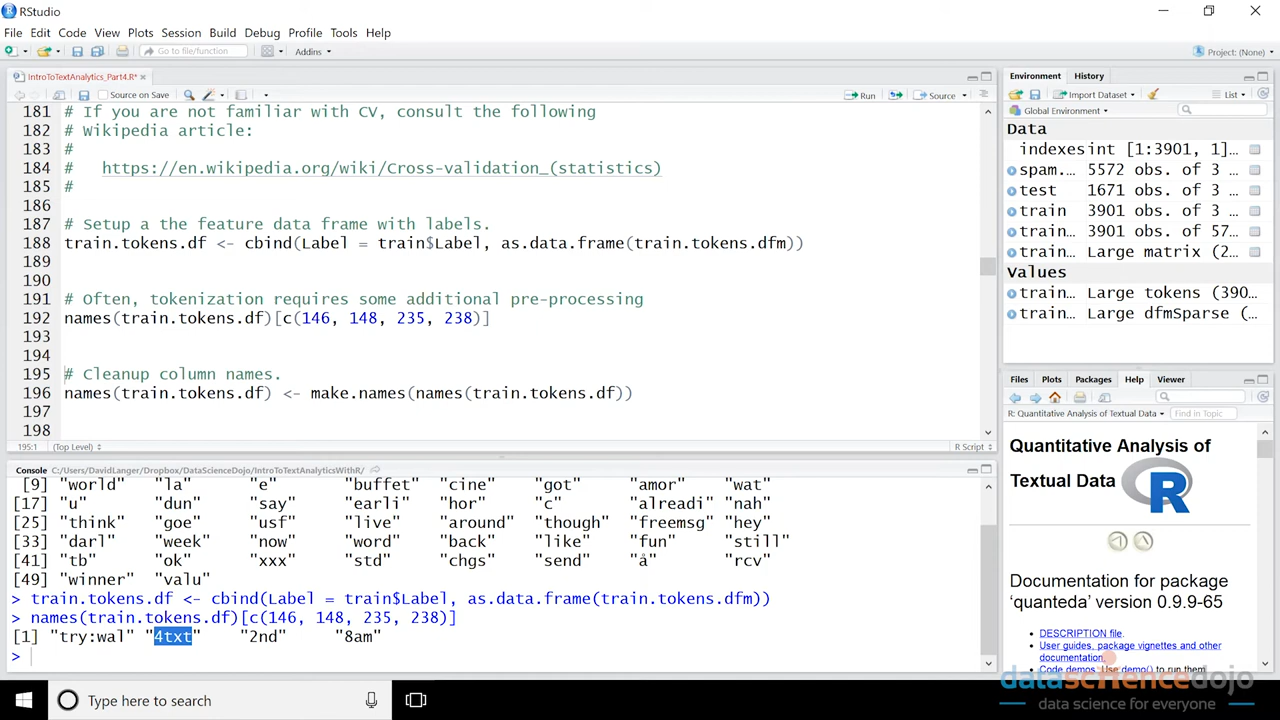 RStudio
File Edit Code View Plots Session Build Debug Profile Tools Help
Go to file/function Addins Project: (None)
IntroToTextAnalytics_Part4.R*
Source on Save Run Source
181 # If you are not familiar with CV, consult the following
182 # Wikipedia article:
183 #
184 # https://en.wikipedia.org/wiki/Cross-validation_(statistics)
185 #
186
187 # Setup a the feature data frame with labels.
188 train.tokens.df <- cbind(Label = train$Label, as.data.frame(train.tokens.dfm))
189
190
191 # Often, tokenization requires some additional pre-processing
192 names(train.tokens.df)[c(146, 148, 235, 238)]
193
194
195 # Cleanup column names.
196 names(train.tokens.df) <- make.names(names(train.tokens.df))
197
198
195:1 (Top Level) R Script
Console C:/Users/DavidLanger/Dropbox/DataScienceDojo/IntroToTextAnalyticsWithR/
[9] "world" "la" "e" "buffet" "cine" "got" "amor" "wat"
[17] "u" "dun" "say" "earli" "hor" "c" "alreadi" "nah"
[25] "think" "goe" "usf" "live" "around" "though" "freemsg" "hey"
[33] "darl" "week" "now" "word" "back" "like" "fun" "still"
[41] "tb" "ok" "xxx" "std" "chgs" "send" "å" "rcv"
[49] "winner" "valu"
> train.tokens.df <- cbind(Label = train$Label, as.data.frame(train.tokens.dfm))
> names(train.tokens.df)[c(146, 148, 235, 238)]
[1] "try:wal" "4txt" "2nd" "8am"
>
Environment History
Import Dataset List
Global Environment
Data
indexes int [1:3901, 1]…
spam.… 5572 obs. of 3
test 1671 obs. of 3
train 3901 obs. of 3
train… 3901 obs. of 57…
train… Large matrix (2…
Values
train… Large tokens (390…
train… Large dfmSparse (…
Files Plots Packages Help Viewer
R: Quantitative Analysis of Textual Data Find in Topic
Quantitative Analysis of
Textual Data R
Documentation for package
‘quanteda’ version 0.9.9-65
DESCRIPTION file.
User guides, package vignettes and other
documentation.
Code demos. Use demo() to run them
datasciencedojo
data science for everyone
Type here to search